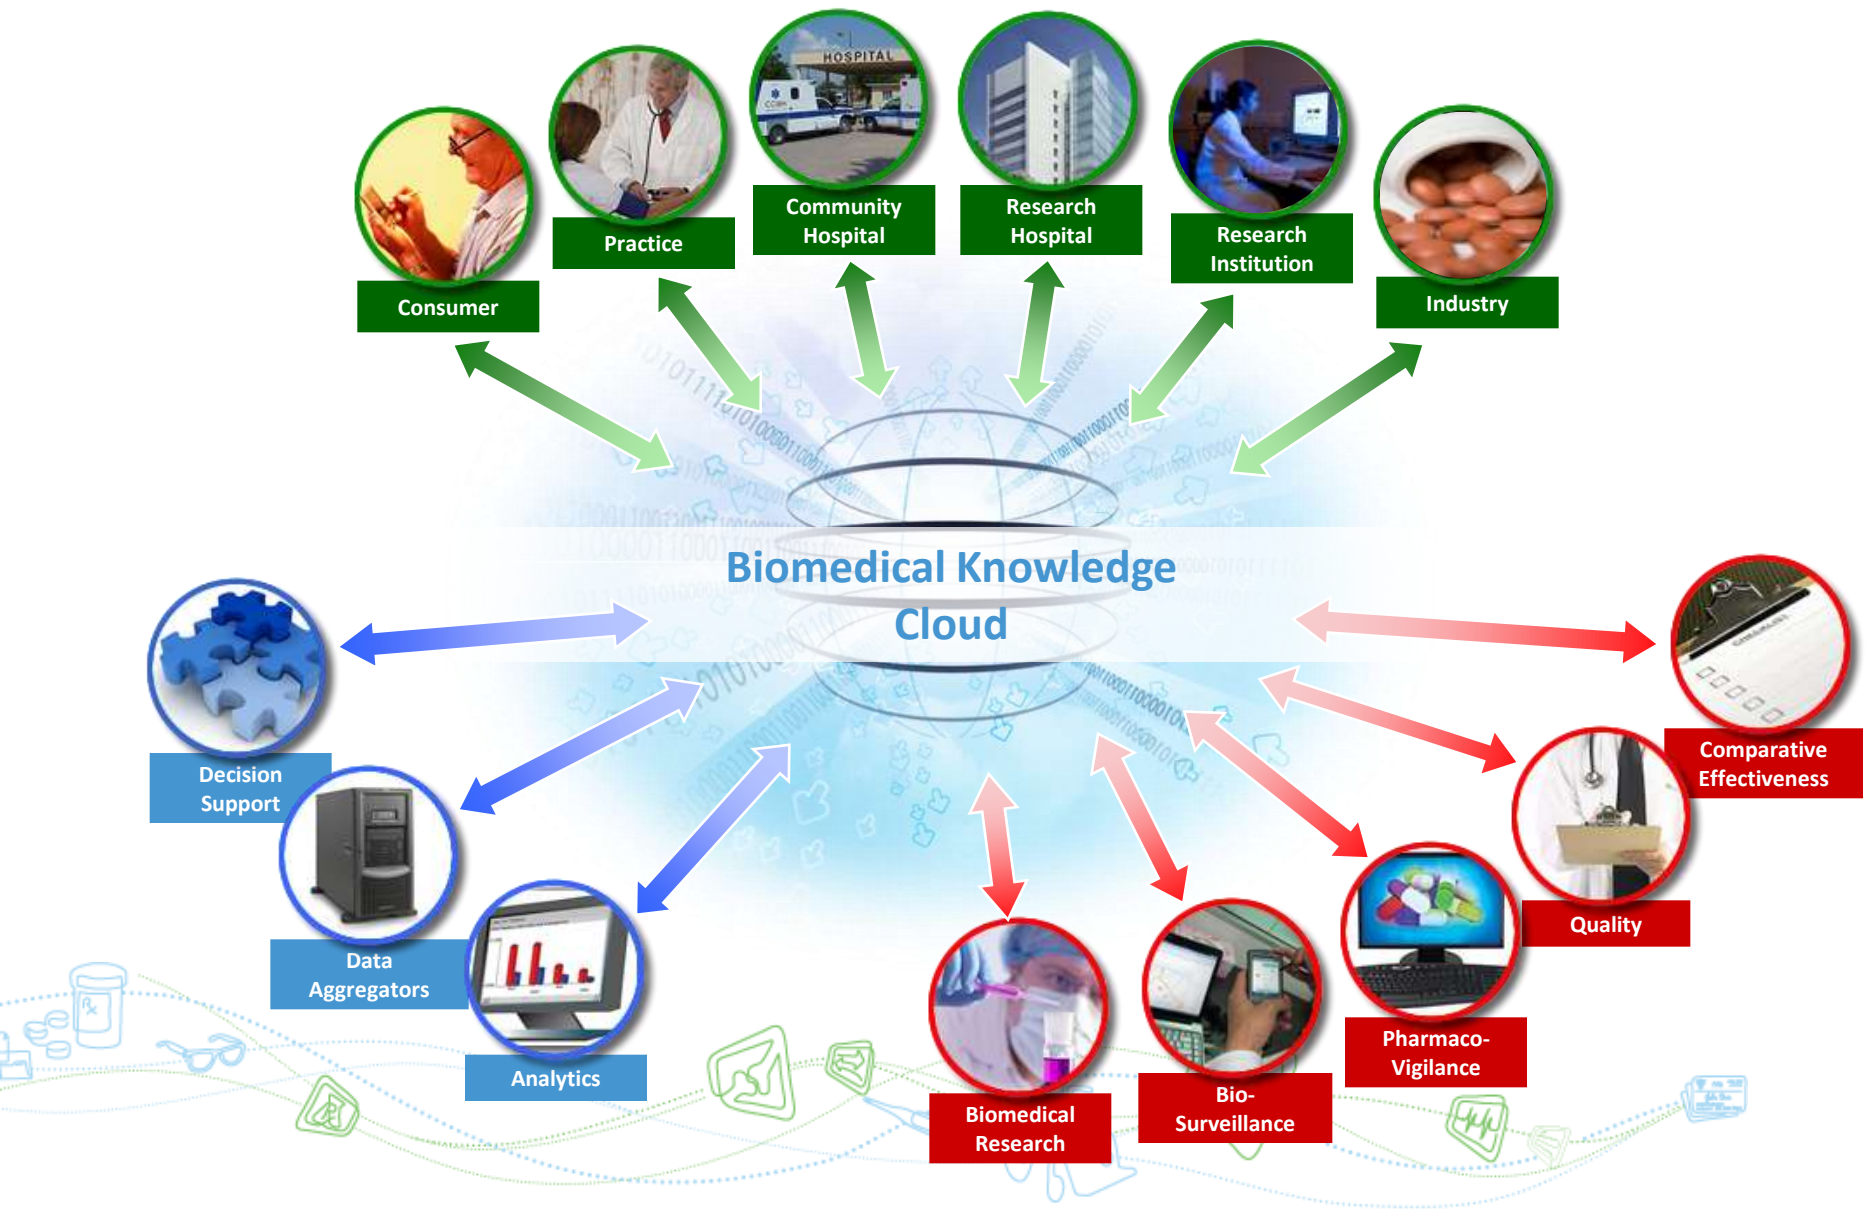 HOSPITAL
Community
Hospital
Research
Hospital
Practice
Research
Institution
Consumer
Industry
Biomedical Knowledge
Cloud
Decision
Support
Comparative
Effectiveness
Quality
Data
Aggregators
Pharmaco-
Vigilance
Analytics
Bio-
Surveillance
Biomedical
Research